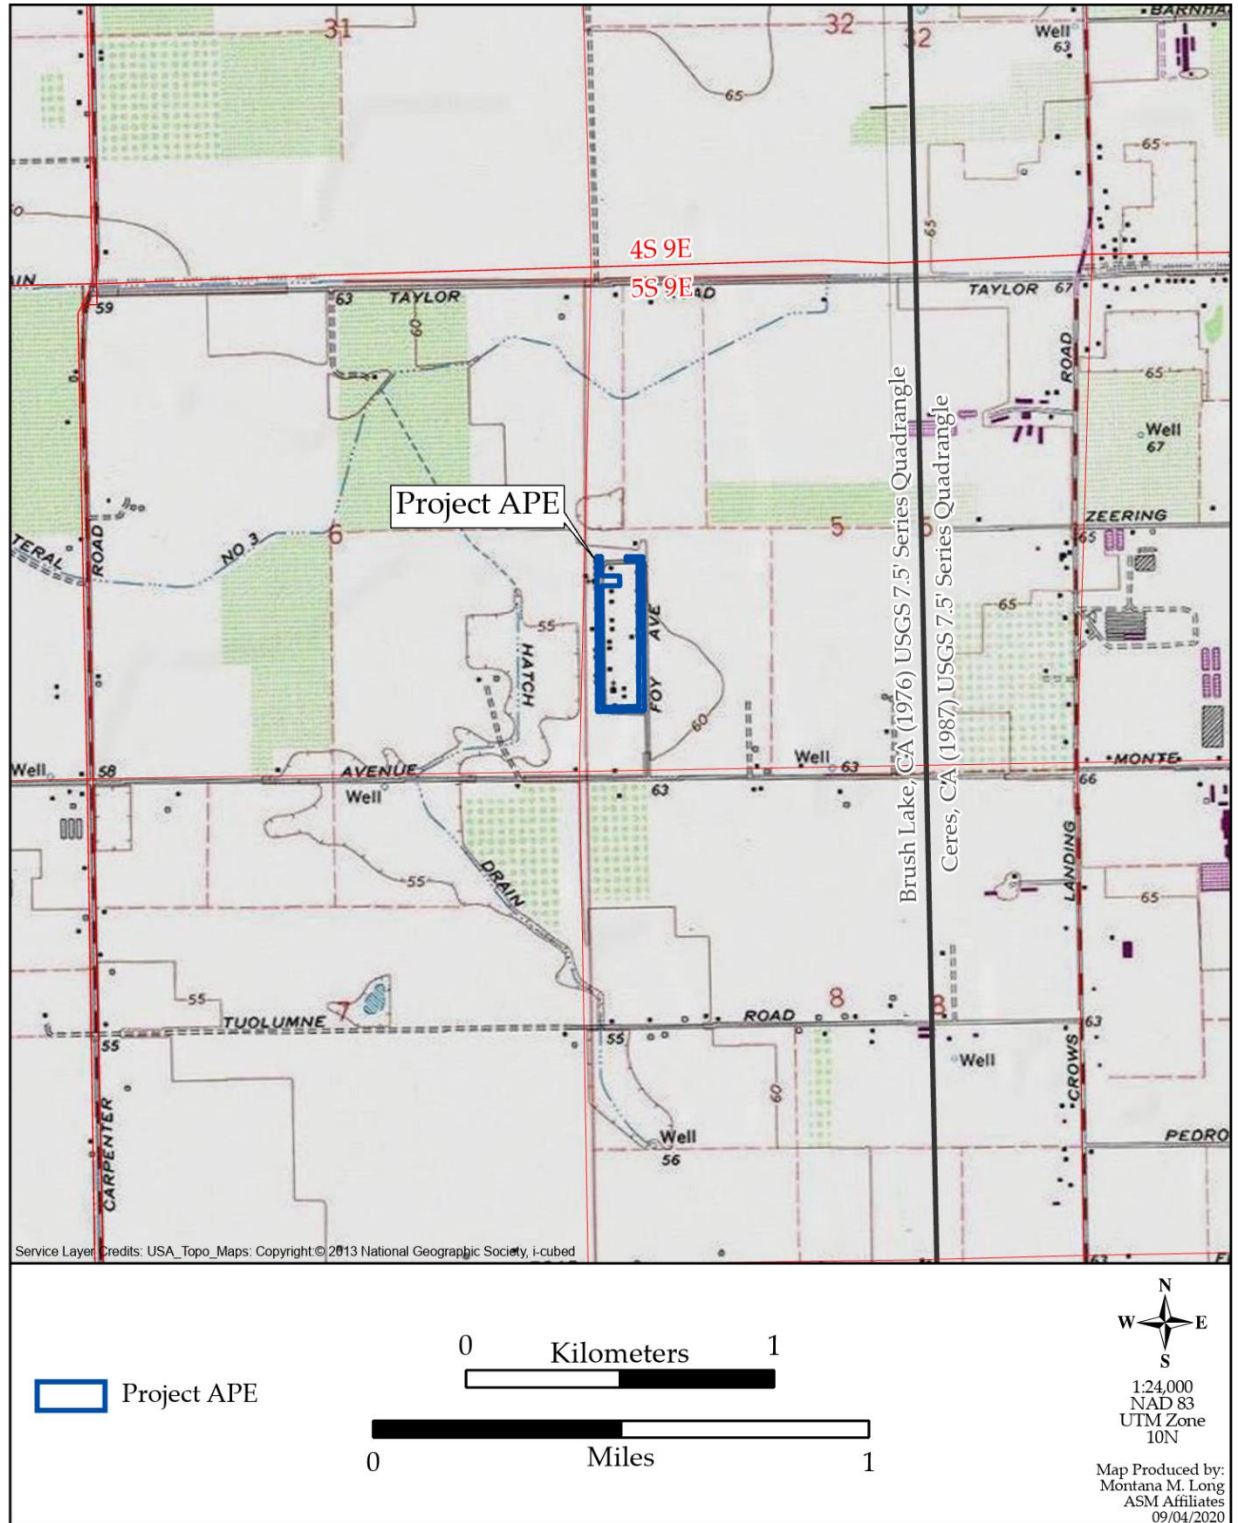 31
32
32
BARNHA
Well
63
65
65
65
4S 9E
5S 9E
AIN
59
63
TAYLOR
60
AD
TAYLOR
67
ROAD
65
Well
67
Brush Lake, CA (1976) USGS 7.5' Series Quadrangle
Ceres, CA (1987) USGS 7.5' Series Quadrangle
Project APE
TERAL
ROAD
NO 3
6
5
ZEERING
65
55
HATCH
FOY AVE
60
65
Well
58
AVENUE
Well
63
Well
63
66
MONTE
55
DRAIN
LANDING
65
55
7
TUOLUMNE
55
55
ROAD
8
8
63
Well
CROWS
60
Well
56
PEDRO
CARPENTER
63
Service Layer Credits: USA_Topo_Maps: Copyright:© 2013 National Geographic Society, i-cubed
Project APE
0 Kilometers 1
0 Miles 1
N
W E
S
1:24,000
NAD 83
UTM Zone
10N
Map Produced by:
Montana M. Long
ASM Affiliates
09/04/2020